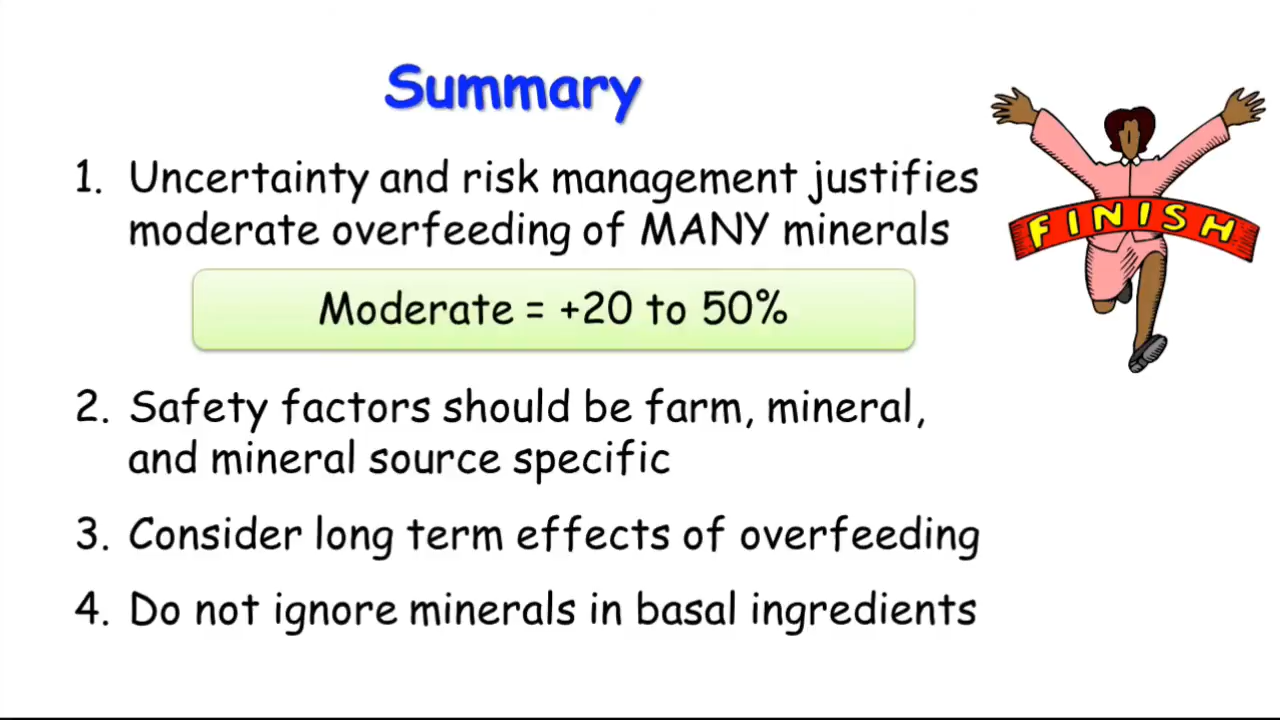 Summary
1. Uncertainty and risk management justifies
moderate overfeeding of MANY minerals
Moderate = +20 to 50%
2. Safety factors should be farm, mineral,
and mineral source specific
3. Consider long term effects of overfeeding
4. Do not ignore minerals in basal ingredients
FINISH